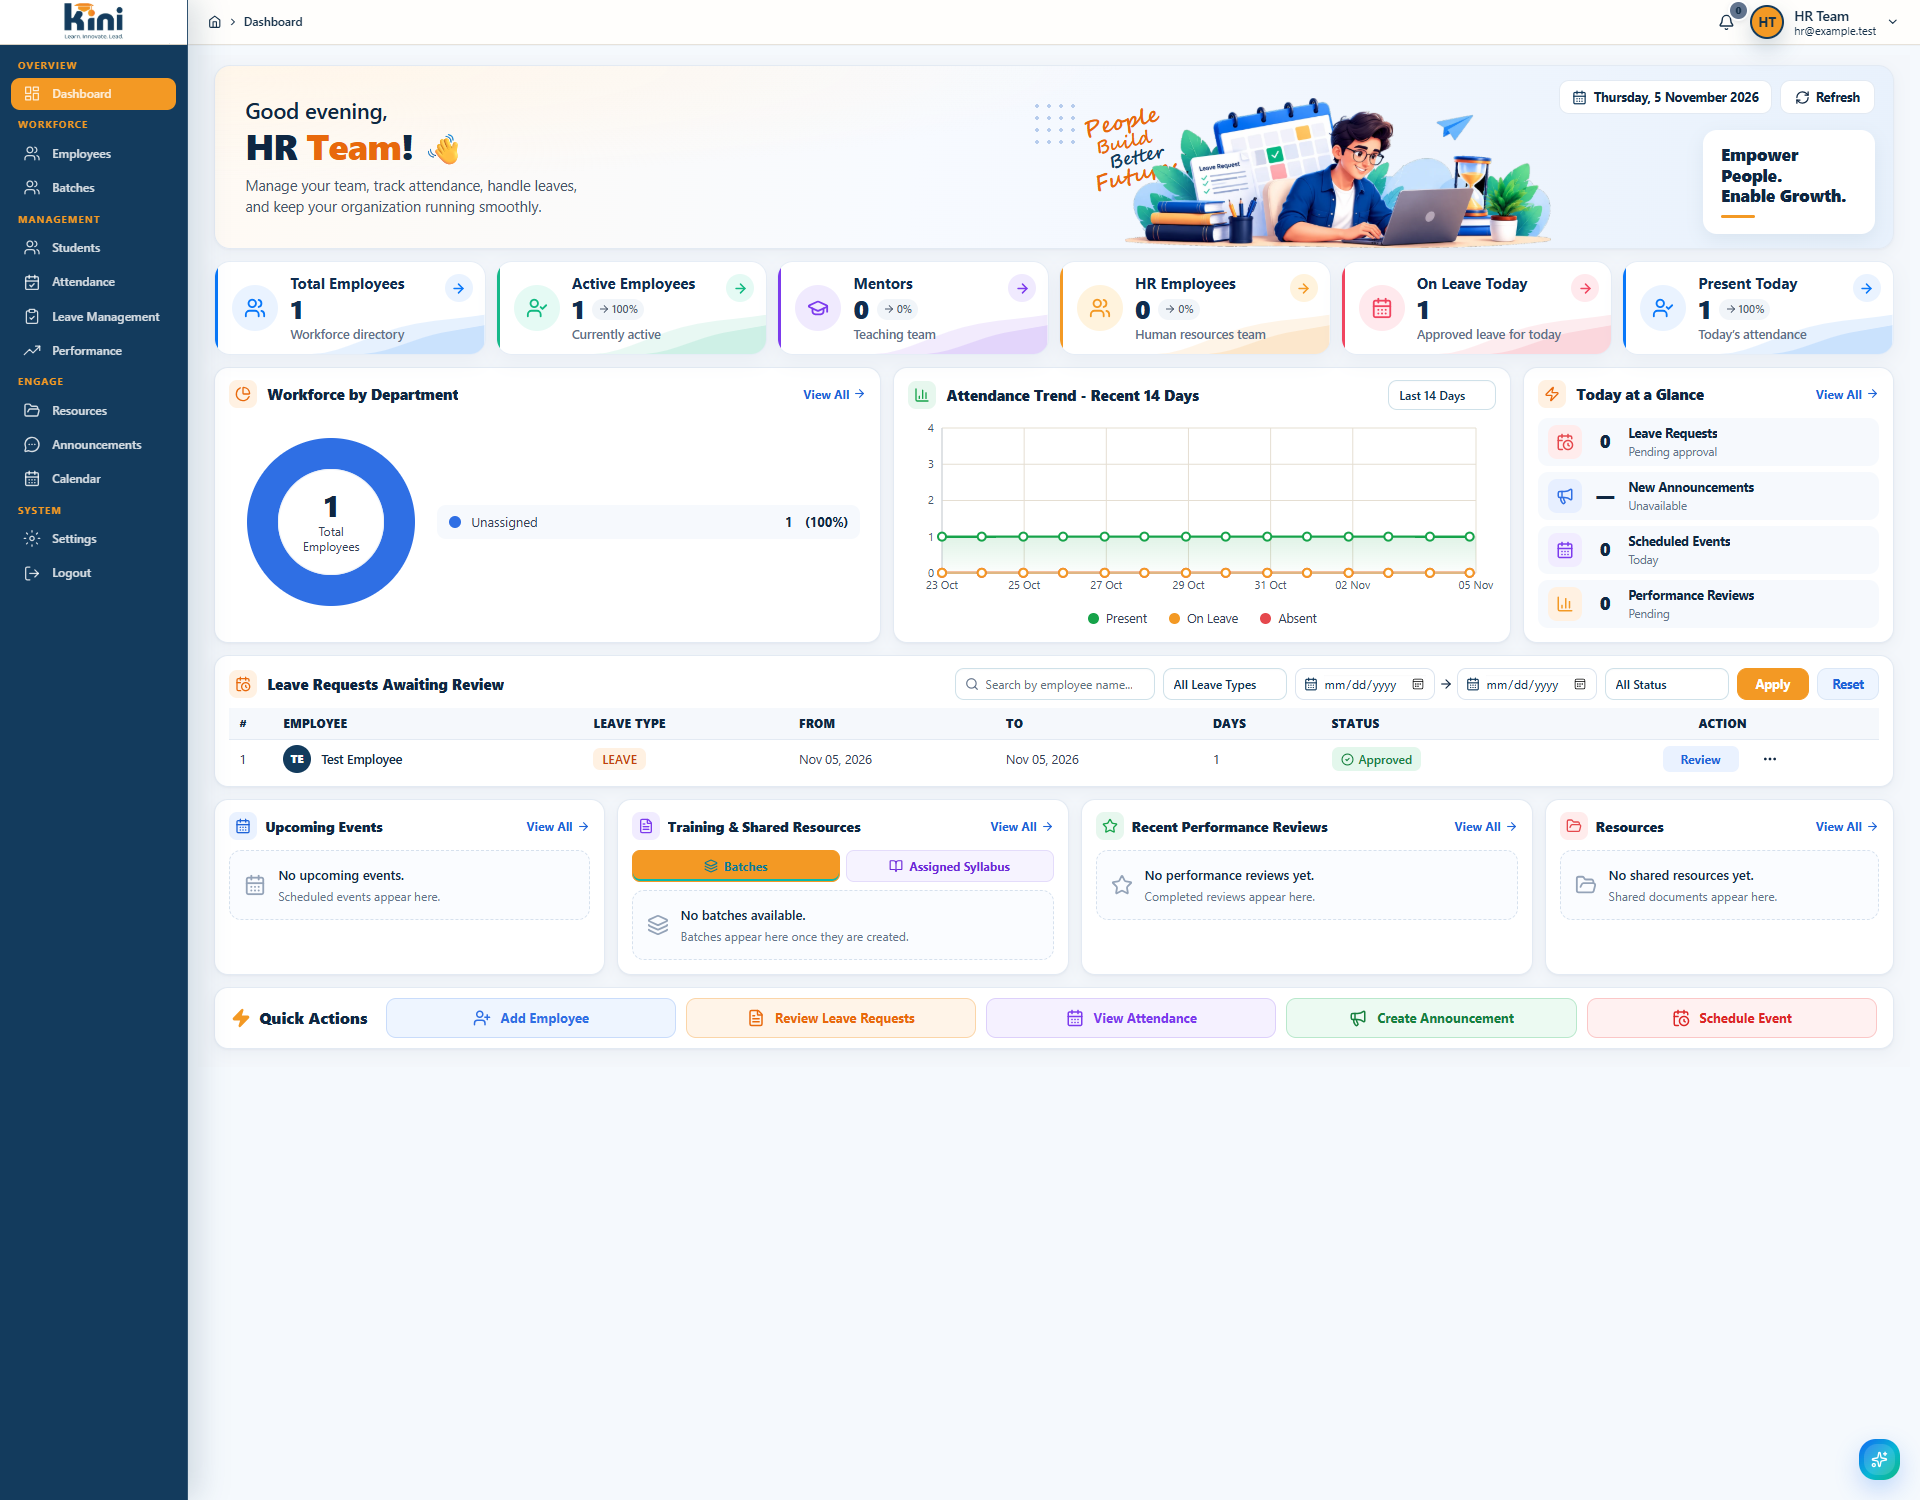 kini
Learn. Innovate. Lead.
Dashboard
0
HT
HR Team
hr@example.test
OVERVIEW
Dashboard
WORKFORCE
Employees
Batches
MANAGEMENT
Students
Attendance
Leave Management
Performance
ENGAGE
Resources
Announcements
Calendar
SYSTEM
Settings
Logout
Good evening,
HR Team!
Manage your team, track attendance, handle leaves,
and keep your organization running smoothly.
People
Build
Better
Future
Leave Request
Thursday, 5 November 2026
Refresh
Empower
People.
Enable Growth.
Total Employees
1
Workforce directory
Active Employees
1 → 100%
Currently active
Mentors
0 → 0%
Teaching team
HR Employees
0 → 0%
Human resources team
On Leave Today
1
Approved leave for today
Present Today
1 → 100%
Today's attendance
Workforce by Department
View All →
1
Total
Employees
Unassigned 1 (100%)
Attendance Trend - Recent 14 Days
Last 14 Days
4
3
2
1
0
23 Oct 25 Oct 27 Oct 29 Oct 31 Oct 02 Nov 05 Nov
Present On Leave Absent
Today at a Glance
View All →
0 Leave Requests
Pending approval
— New Announcements
Unavailable
0 Scheduled Events
Today
0 Performance Reviews
Pending
Leave Requests Awaiting Review
Search by employee name...
All Leave Types
mm/dd/yyyy → mm/dd/yyyy
All Status
Apply
Reset
# EMPLOYEE LEAVE TYPE FROM TO DAYS STATUS ACTION
1 TE Test Employee LEAVE Nov 05, 2026 Nov 05, 2026 1 Approved Review ...
Upcoming Events
View All →
No upcoming events.
Scheduled events appear here.
Training & Shared Resources
View All →
Batches
Assigned Syllabus
No batches available.
Batches appear here once they are created.
Recent Performance Reviews
View All →
No performance reviews yet.
Completed reviews appear here.
Resources
View All →
No shared resources yet.
Shared documents appear here.
Quick Actions
Add Employee
Review Leave Requests
View Attendance
Create Announcement
Schedule Event